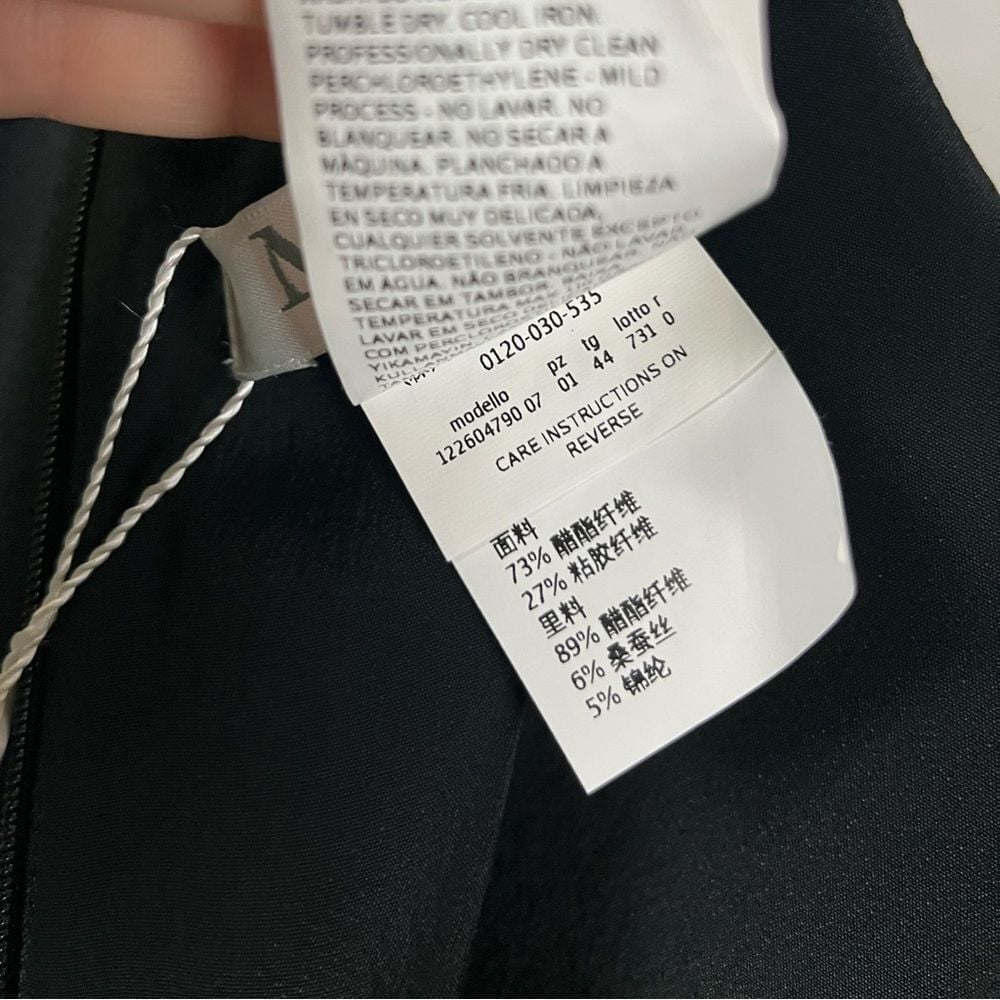 TUMBLE DRY. COOL IRON.
PROFESSIONALLY DRY CLEAN
PERCHLOROETHYLENE - MILD
PROCESS - NO LAVAR. NO
BLANQUEAR. NO SECAR A
MÁQUINA. PLANCHADO A
TEMPERATURA FRIA. LIMPIEZA
EN SECO MUY DELICADA,
CUALQUIER SOLVENTE EXCEPTO
TRICLOROETILENO - NÃO LAVAR
EM ÁGUA. NÃO BRANQUEAR
SECAR EM TAMBOR. BAIXA
TEMPERATURA MAX
LAVAR EM SECO
COM PERCLORO
YIKAMAYIN
KULLANM
M
0120-030-535
modello pz tg lotto r
122604790 07 01 44 731 0
CARE INSTRUCTIONS ON
REVERSE
面料
73% 醋酯纤维
27% 粘胶纤维
里料
89% 醋酯纤维
6% 桑蚕丝
5% 锦纶